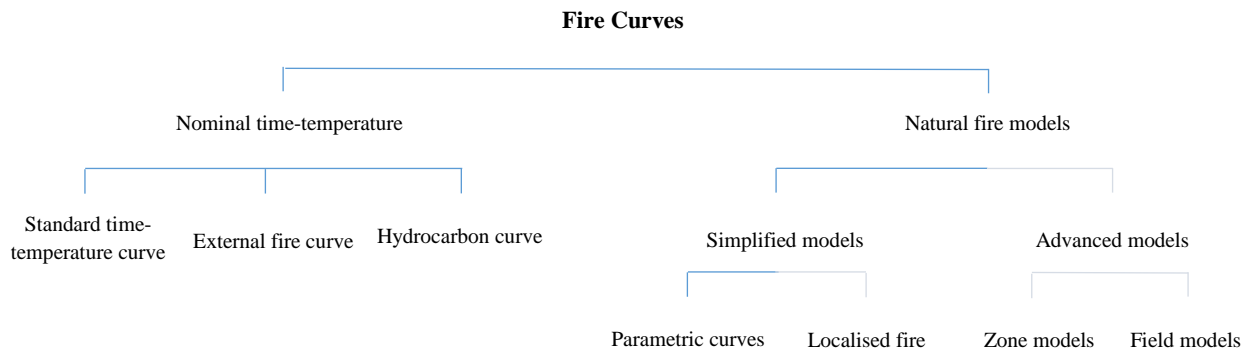 Fire Curves
Nominal time-temperature
Natural fire models
Standard time-
temperature curve
External fire curve
Hydrocarbon curve
Simplified models
Advanced models
Parametric curves
Localised fire
Zone models
Field models